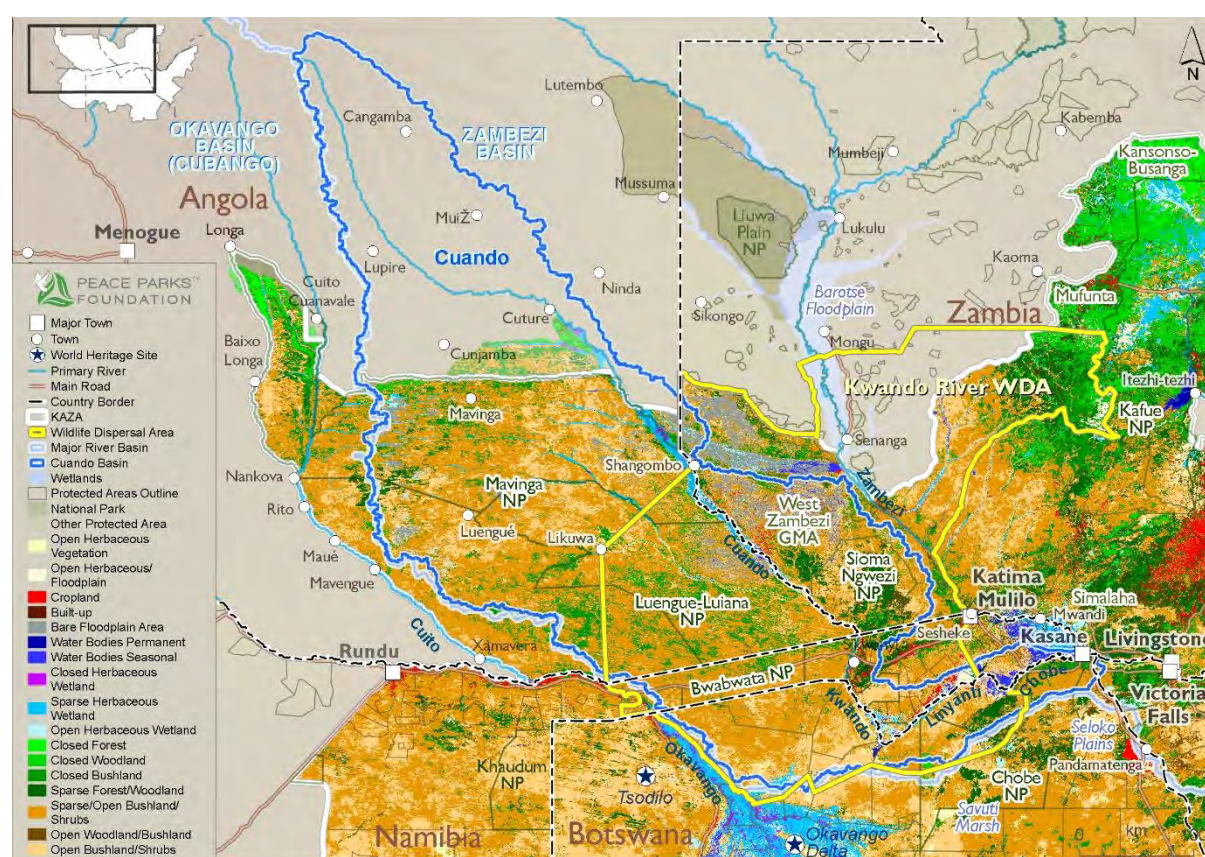 N
Lutembo
Cangamba
Kabemba
OKAVANGO
BASIN
(CUBANGO)
ZAMBEZI
BASIN
Mumbeji
Kansonso-
Busanga
Angola
Mussuma
MuiŽ
Liuwa
Plain
NP
Lukulu
Menogue
Longa
Lupire
Cuando
Ninda
Kaoma
Mufunta
Cuito
Cuanavale
Cuture
Sikongo
Barotse
Floodplain
Zambia
Mongu
Baixo
Longa
Cunjamba
Kwando River WDA
Itezhi-tezhi
Kafue
NP
Mavinga
Senanga
Shangombo
Zambezi
Nankova
Mavinga
NP
Rito
Luengué
West
Zambezi
GMA
Likuwa
Cuando
Mauè
Mavengue
Sioma
Ngwezi
NP
Katima
Mulilo
Simalaha
Mwandi
Luengue-Luiana
NP
Cuito
Sesheke
Kasane
Livingstone
Rundu
Xamavera
Bwabwata NP
Kwando
Linyanti
Chobe
Victoria
Falls
Seloko
Plains
Pandamatenga
Khaudum
NP
Okavango
Tsodilo
Chobe
NP
Savuti
Marsh
Namibia
Botswana
Okavango
Delta
0
km
PEACE PARKS™
FOUNDATION
Major Town
Town
World Heritage Site
Primary River
Main Road
Country Border
KAZA
Wildlife Dispersal Area
Major River Basin
Cuando Basin
Wetlands
Protected Areas Outline
National Park
Other Protected Area
Open Herbaceous
Vegetation
Open Herbaceous/
Floodplain
Cropland
Built-up
Bare Floodplain Area
Water Bodies Permanent
Water Bodies Seasonal
Closed Herbaceous
Wetland
Sparse Herbaceous
Wetland
Open Herbaceous Wetland
Closed Forest
Closed Woodland
Closed Bushland
Sparse Forest/Woodland
Sparse/Open Bushland/
Shrubs
Open Woodland/Bushland
Open Bushland/Shrubs